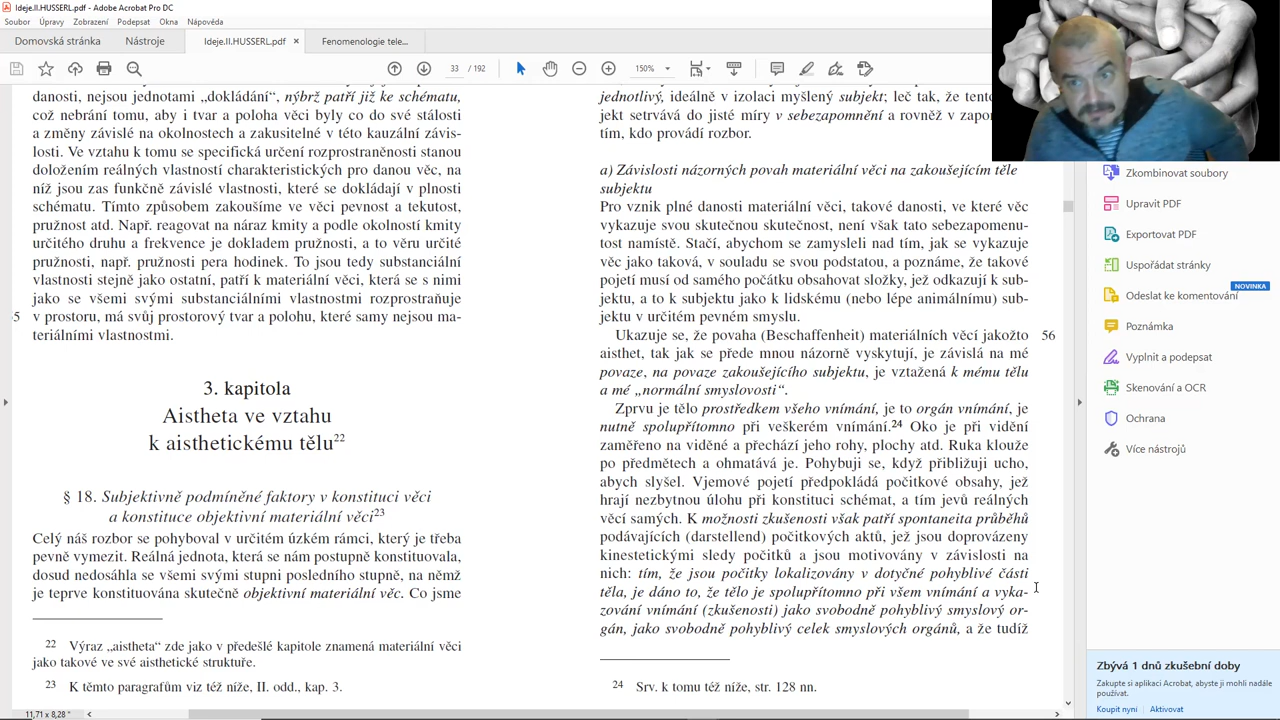 Ideje.II.HUSSERL.pdf - Adobe Acrobat Pro DC
Soubor Úpravy Zobrazení Podepsat Okna Nápověda
Domovská stránka Nástroje Ideje.II.HUSSERL.pdf × Fenomenologie tele...
33 / 192 150%
danosti, nejsou jednotami „dokládání“, nýbrž patří již ke schématu,
což nebrání tomu, aby i tvar a poloha věci byly co do své stálosti
a změny závislé na okolnostech a zakusitelné v této kauzální závis-
losti. Ve vztahu k tomu se specifická určení rozprostraněnosti stanou
doložením reálných vlastností charakteristických pro danou věc, na
níž jsou zas funkčně závislé vlastnosti, které se dokládají v plnosti
schématu. Tímto způsobem zakoušíme ve věci pevnost a tekutost,
pružnost atd. Např. reagovat na náraz kmity a podle okolností kmity
určitého druhu a frekvence je dokladem pružnosti, a to větší určité
pružnosti, např. pružnosti pera hodinek. To jsou tedy substanciální
vlastnosti stejně jako ostatní, patří k materiální věci, která se s nimi
jako se všemi svými substanciálními vlastnostmi rozprostraňuje
5 v prostoru, má svůj prostorový tvar a polohu, které samy nejsou ma-
teriálními vlastnostmi.
3. kapitola
Aistheta ve vztahu
k aisthetickému tělu22
§ 18. Subjektivně podmíněné faktory v konstituci věci
a konstituce objektivní materiální věci23
Celý náš rozbor se pohyboval v určitém úzkém rámci, který je třeba
pevně vymezit. Reálná jednota, která se nám postupně konstituovala,
dosud nedosáhla se všemi svými stupni posledního stupně, na němž
je teprve konstituována skutečně objektivní materiální věc. Co jsme
22 Výraz „aistheta“ zde jako v předešlé kapitole znamená materiální věci
jako takové ve své aisthetické struktuře.
23 K těmto paragrafům viz též níže, II. odd., kap. 3.
11,71 x 8,28 "
jednotlivý, ideálně v izolaci myšlený subjekt; leč tak, že tento
jekt setrvává do jisté míry v sebezapomnění a rovněž v zapom
tím, kdo provádí rozbor.
a) Závislosti názorných povah materiální věci na zakoušejícím těle
subjektu
Pro vznik plné danosti materiální věci, takové danosti, ve které věc
vykazuje svou skutečnou skutečnost, není však tato sebezapomenu-
tost namístě. Stačí, abychom se zamysleli nad tím, jak se vykazuje
věc jako taková, v souladu se svou podstatou, a poznáme, že takové
pojetí musí od samého počátku obsahovat složky, jež odkazují k sub-
jektu, a to k subjektu jako k lidskému (nebo lépe animálnímu) sub-
jektu v určitém pevném smyslu.
Ukazuje se, že povaha (Beschaffenheit) materiálních věcí jakožto 56
aisthet, tak jak se přede mnou názorně vyskytují, je závislá na mé
povaze, na povaze zakoušejícího subjektu, je vztažená k mému tělu
a mé „normální smyslovosti“.
Zprvu je tělo prostředkem všeho vnímání, je to orgán vnímání, je
nutně spolupřítomno při veškerém vnímání.24 Oko je při vidění
zaměřeno na viděné a přechází jeho rohy, plochy atd. Ruka klouže
po předmětech a ohmatává je. Pohybuji se, když přibližuji ucho,
abych slyšel. Vjemové pojetí předpokládá počitkové obsahy, jež
hrají nezbytnou úlohu při konstituci schémat, a tím jevů reálných
věcí samých. K možnosti zkušenosti však patří spontaneita průběhů
podávajících (darstellend) počitkových aktů, jež jsou doprovázeny
kinestetickými sledy počitků a jsou motivovány v závislosti na
nich: tím, že jsou počitky lokalizovány v dotyčné pohyblivé části
těla, je dáno to, že tělo je spolupřítomno při všem vnímání a vyka-
zování vnímání (zkušenosti) jako svobodně pohyblivý smyslový or-
gán, jako svobodně pohyblivý celek smyslových orgánů, a že tudíž
24 Srv. k tomu též níže, str. 128 nn.
Zkombinovat soubory
Upravit PDF
Exportovat PDF
Uspořádat stránky
NOVINKA
Odeslat ke komentování
Poznámka
Vyplnit a podepsat
Skenování a OCR
Ochrana
Více nástrojů
Zbývá 1 dnů zkušební doby
Zakupte si aplikaci Acrobat, abyste ji mohli nadále
používat.
Koupit nyní Aktivovat